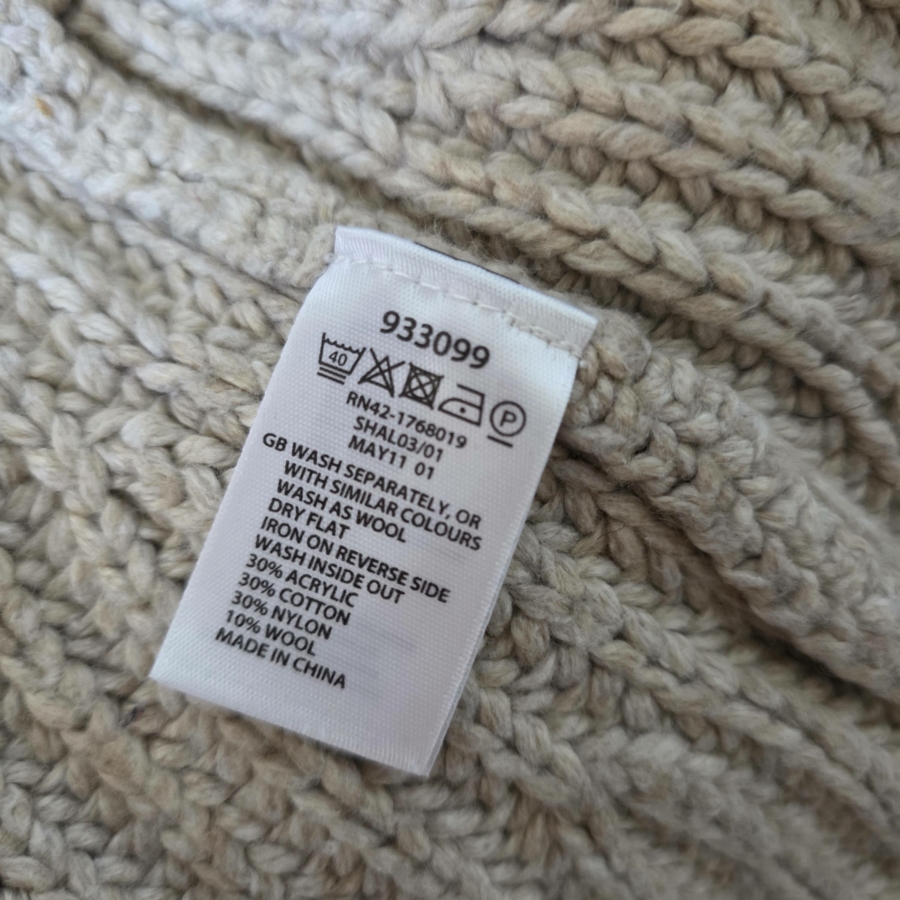 933099
40 P
RN42-1768019
SHAL03/01
MAY11 01
GB WASH SEPARATELY, OR
WITH SIMILAR COLOURS
WASH AS WOOL
DRY FLAT
IRON ON REVERSE SIDE
WASH INSIDE OUT
30% ACRYLIC
30% COTTON
30% NYLON
10% WOOL
MADE IN CHINA